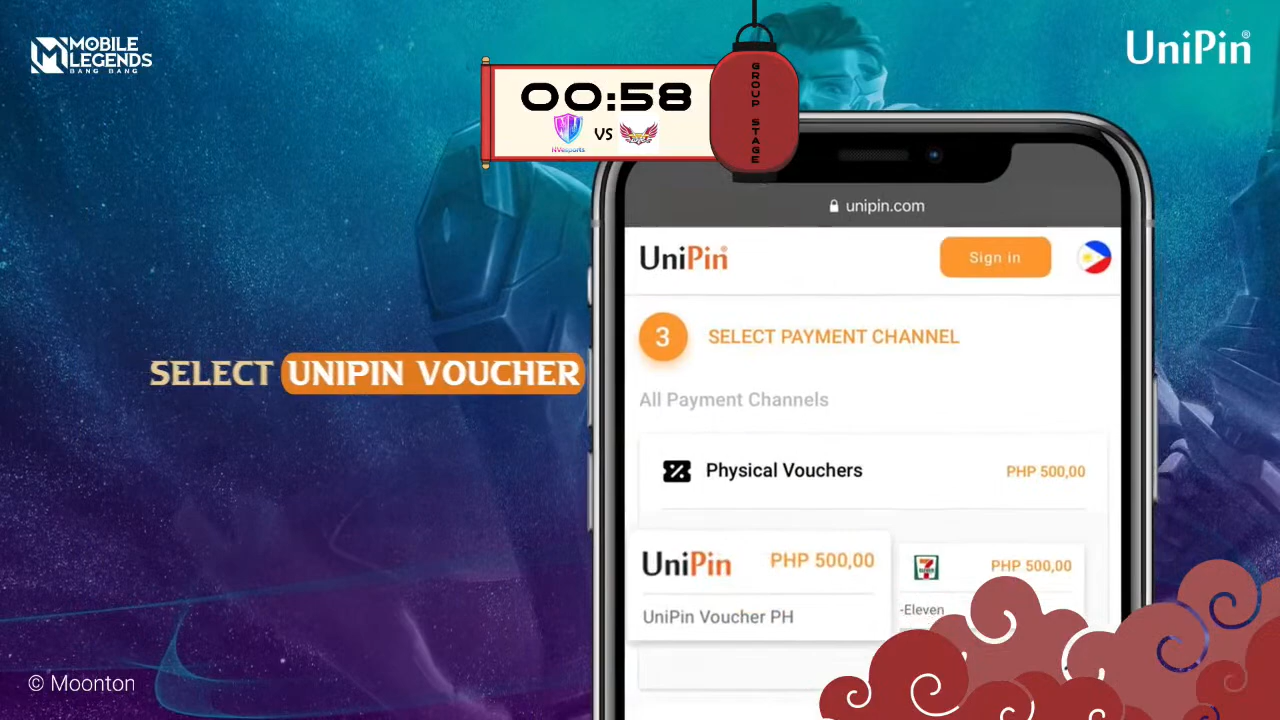 MOBILE
LEGENDS
BANG BANG
UniPin®
00:58
NVesports
VS
GROUP STAGE
unipin.com
UniPin
Sign in
3
SELECT PAYMENT CHANNEL
SELECT UNIPIN VOUCHER
All Payment Channels
Physical Vouchers
PHP 500,00
UniPin
PHP 500,00
UniPin Voucher PH
PHP 500,00
-Eleven
© Moonton